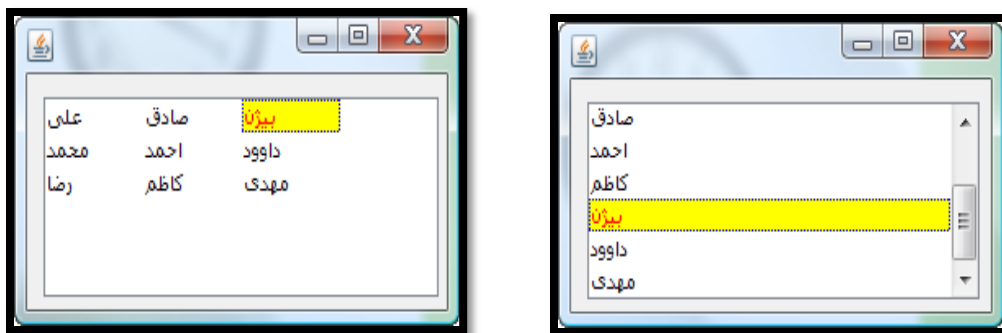 علی صادق بیژن
محمد احمد داوود
رضا کاظم مهدی
صادق
احمد
کاظم
بیژن
داوود
مهدی